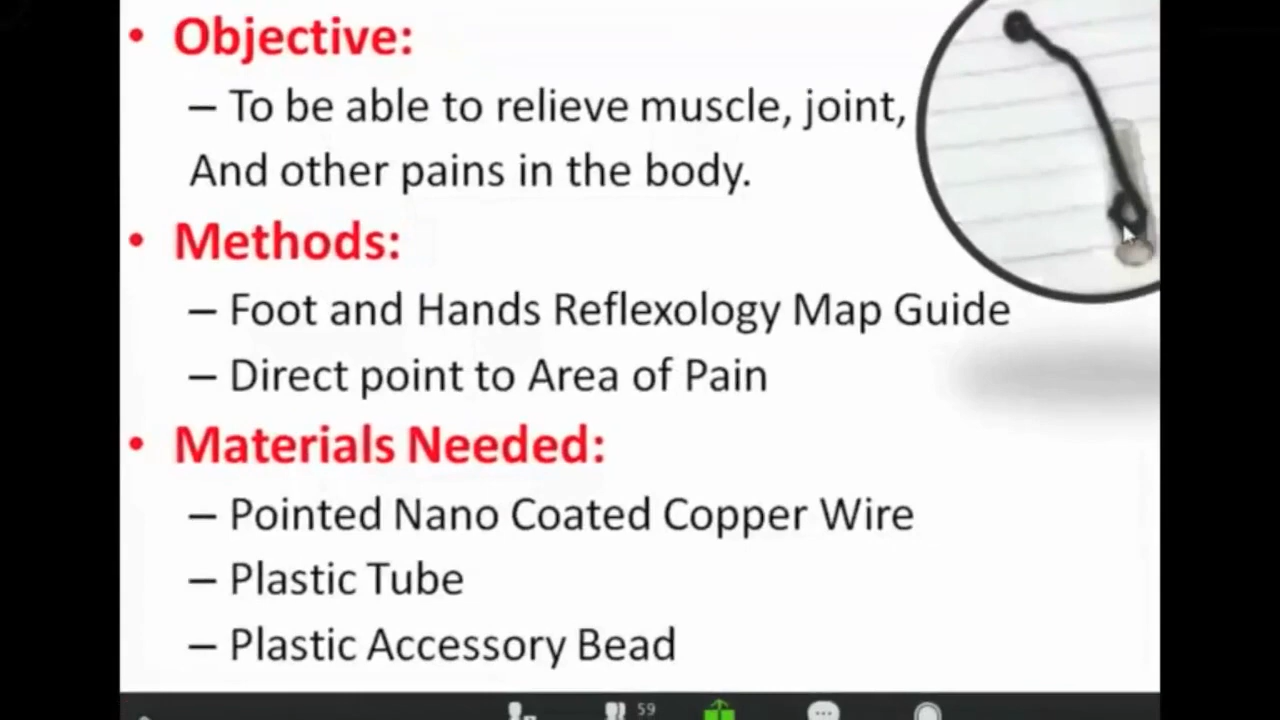 • Objective:
– To be able to relieve muscle, joint,
And other pains in the body.
• Methods:
– Foot and Hands Reflexology Map Guide
– Direct point to Area of Pain
• Materials Needed:
– Pointed Nano Coated Copper Wire
– Plastic Tube
– Plastic Accessory Bead
59